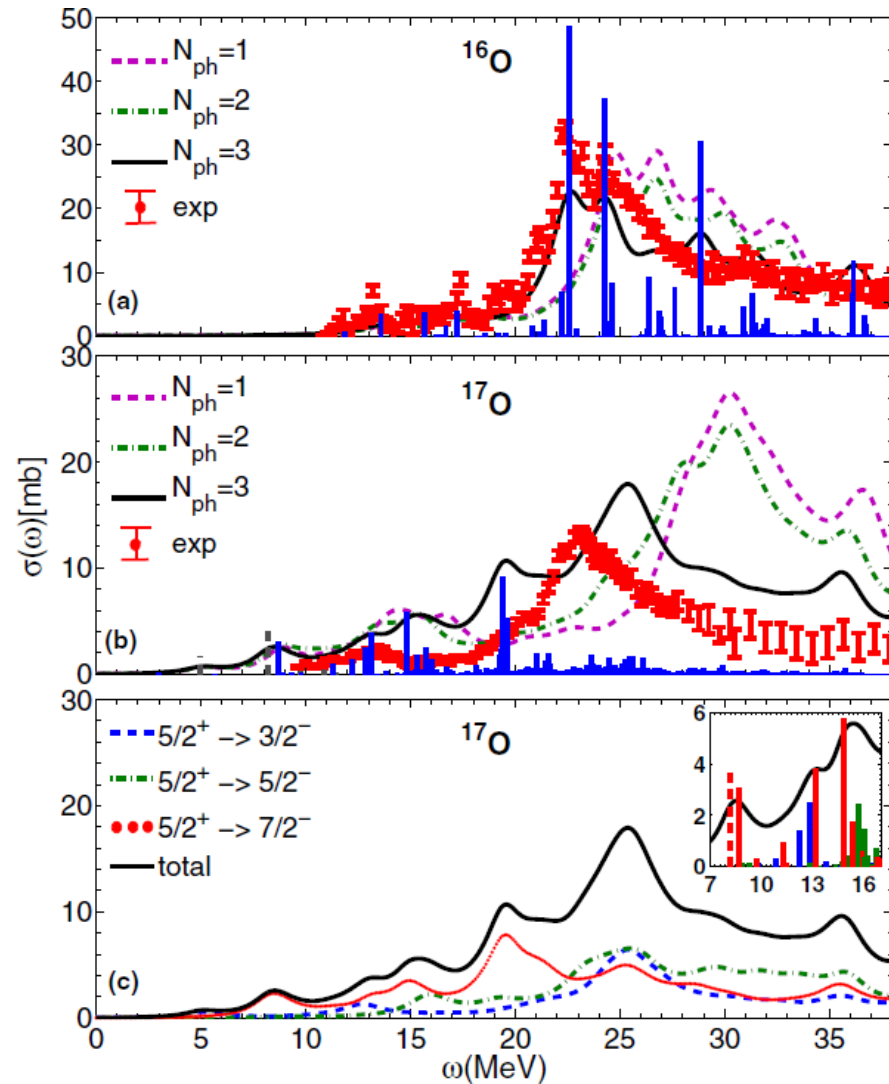 50
40
30
20
10
0
N_ph=1
N_ph=2
N_ph=3
exp
¹⁶O
(a)
30
20
10
0
N_ph=1
N_ph=2
N_ph=3
exp
¹⁷O
(b)
σ(ω)[mb]
30
20
10
0
5/2⁺ −> 3/2⁻
5/2⁺ −> 5/2⁻
5/2⁺ −> 7/2⁻
total
¹⁷O
(c)
6
4
2
0
7 10 13 16
0 5 10 15 20 25 30 35
ω(MeV)